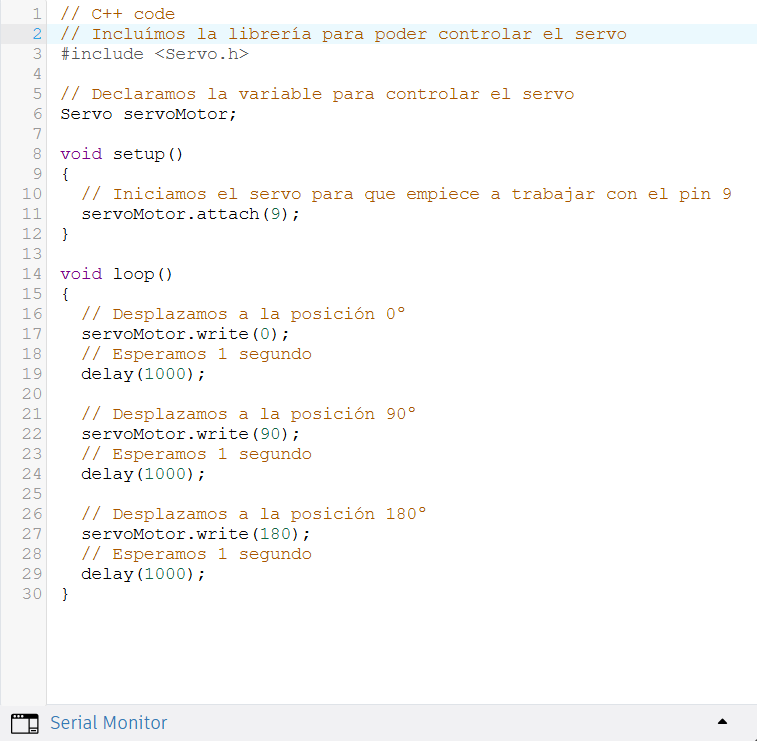 1 // C++ code
2 // Incluímos la librería para poder controlar el servo
3 #include <Servo.h>
4
5 // Declaramos la variable para controlar el servo
6 Servo servoMotor;
7
8 void setup()
9 {
10   // Iniciamos el servo para que empiece a trabajar con el pin 9
11   servoMotor.attach(9);
12 }
13
14 void loop()
15 {
16   // Desplazamos a la posición 0º
17   servoMotor.write(0);
18   // Esperamos 1 segundo
19   delay(1000);
20
21   // Desplazamos a la posición 90º
22   servoMotor.write(90);
23   // Esperamos 1 segundo
24   delay(1000);
25
26   // Desplazamos a la posición 180º
27   servoMotor.write(180);
28   // Esperamos 1 segundo
29   delay(1000);
30 }
Serial Monitor